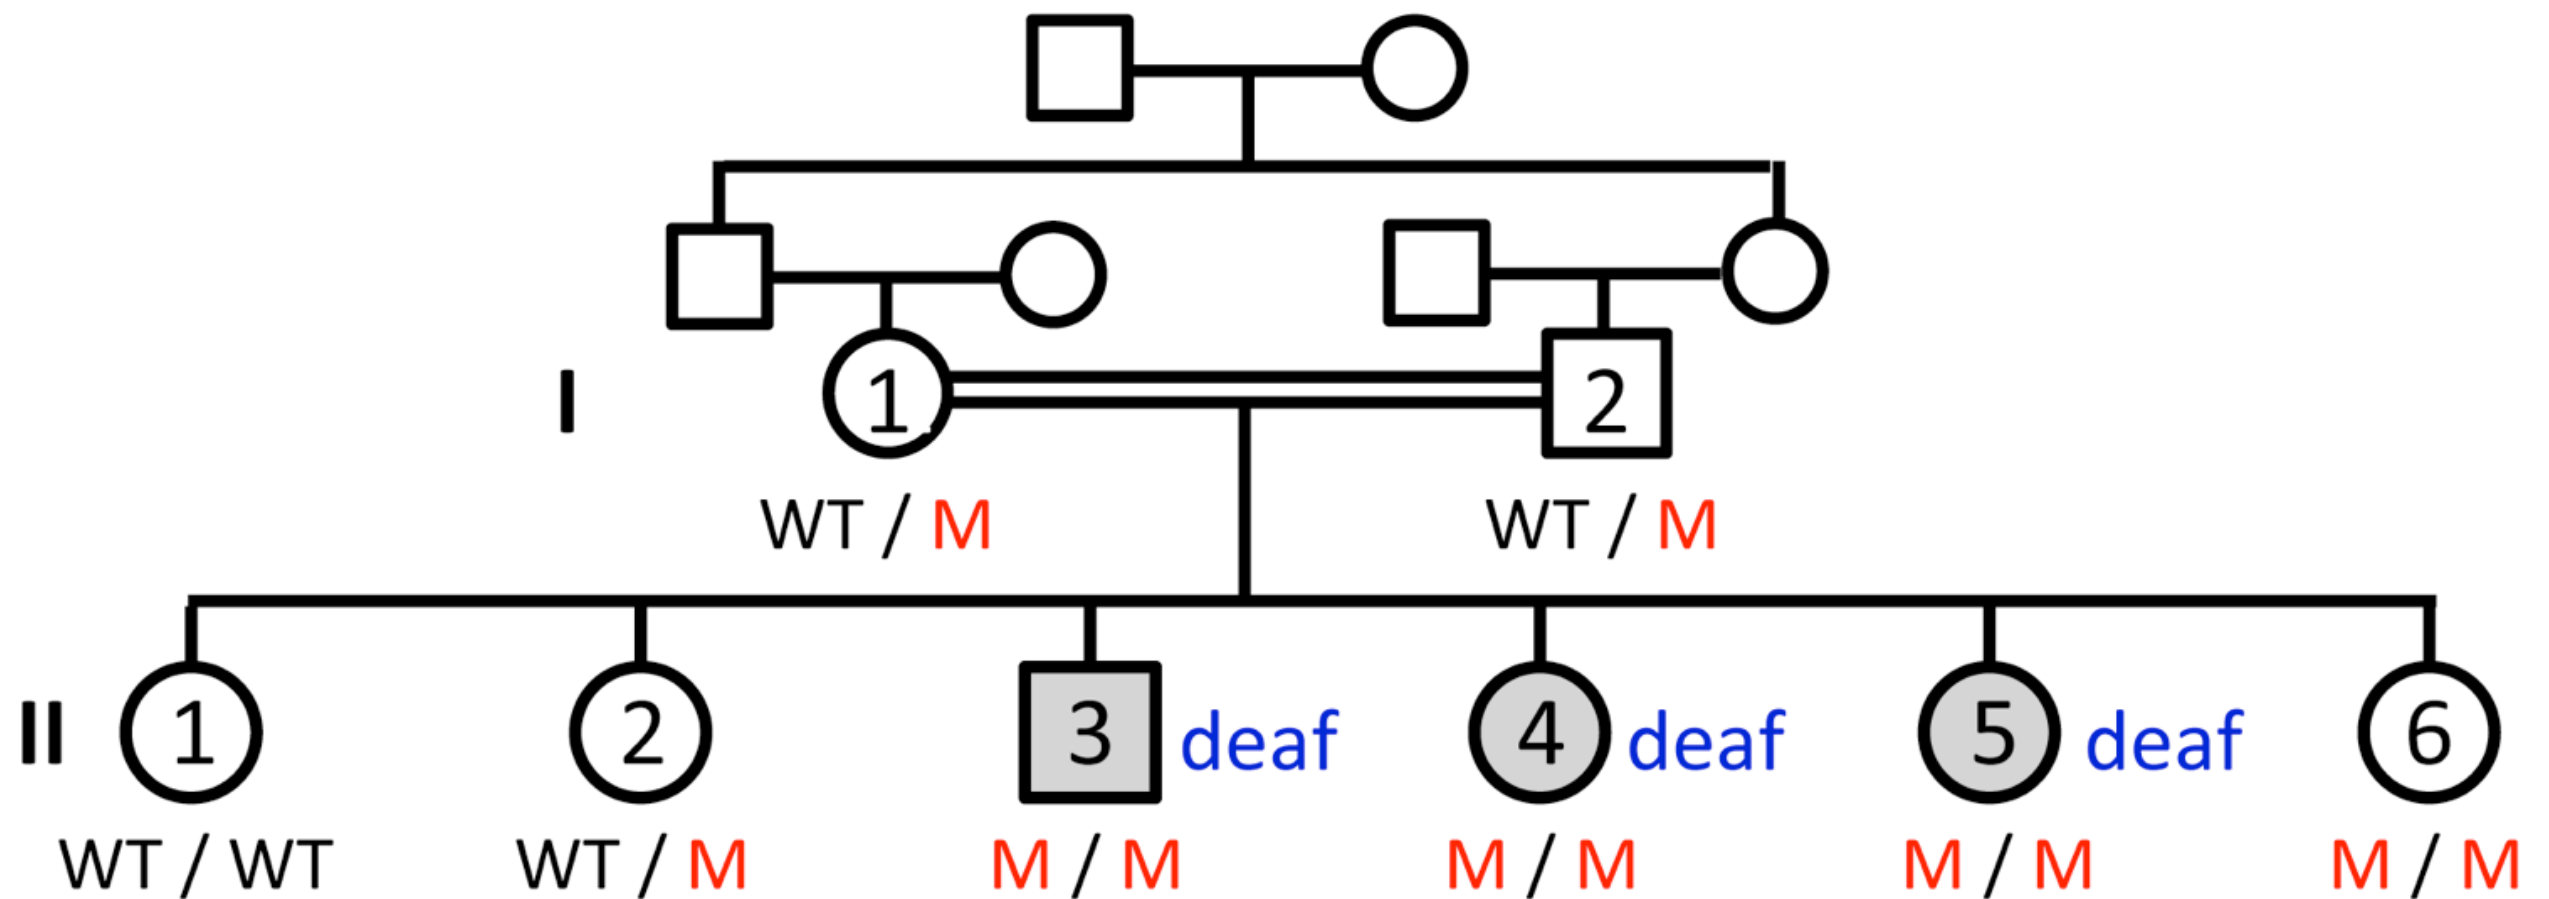 I 1 2
WT / M WT / M
II 1 2 3 deaf 4 deaf 5 deaf 6
WT / WT WT / M M / M M / M M / M M / M